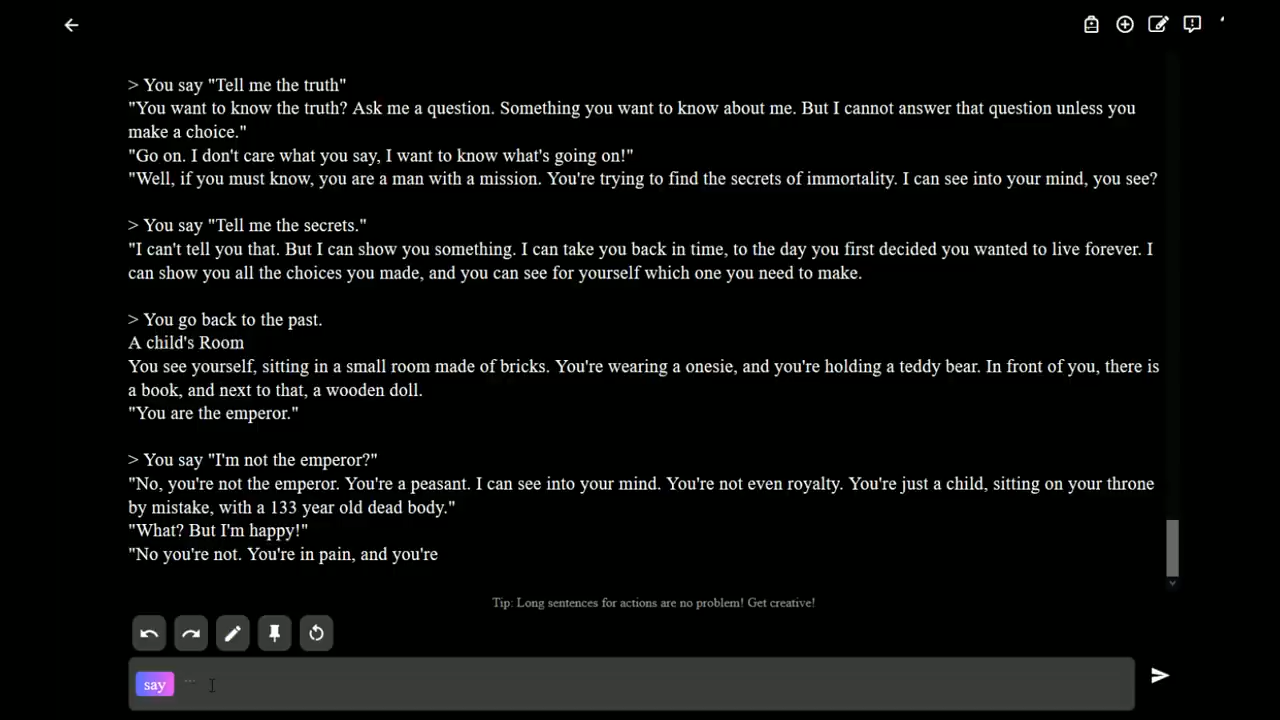 > You say "Tell me the truth"
"You want to know the truth? Ask me a question. Something you want to know about me. But I cannot answer that question unless you
make a choice."
"Go on. I don't care what you say, I want to know what's going on!"
"Well, if you must know, you are a man with a mission. You're trying to find the secrets of immortality. I can see into your mind, you see?
> You say "Tell me the secrets."
"I can't tell you that. But I can show you something. I can take you back in time, to the day you first decided you wanted to live forever. I
can show you all the choices you made, and you can see for yourself which one you need to make.
> You go back to the past.
A child's Room
You see yourself, sitting in a small room made of bricks. You're wearing a onesie, and you're holding a teddy bear. In front of you, there is
a book, and next to that, a wooden doll.
"You are the emperor."
> You say "I'm not the emperor?"
"No, you're not the emperor. You're a peasant. I can see into your mind. You're not even royalty. You're just a child, sitting on your throne
by mistake, with a 133 year old dead body."
"What? But I'm happy!"
"No you're not. You're in pain, and you're
Tip: Long sentences for actions are no problem! Get creative!
say ...